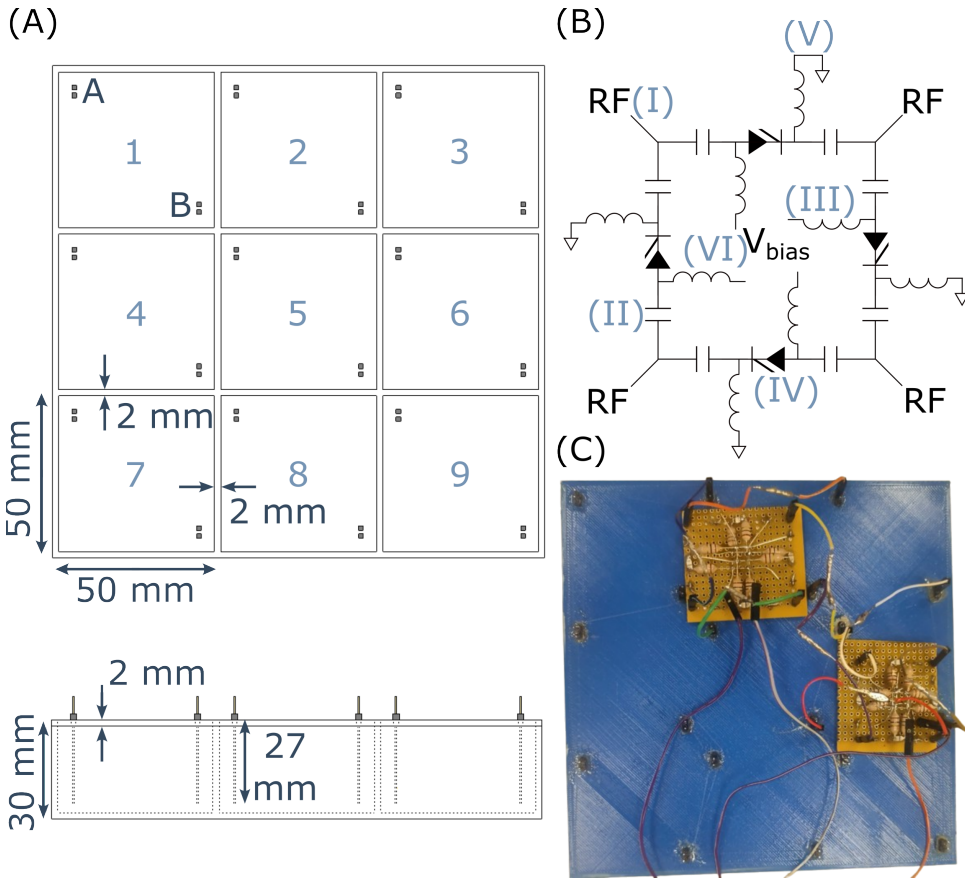 (A)
A
1
2
3
B
4
5
6
2 mm
7
8
9
2 mm
50 mm
50 mm
2 mm
27
mm
30 mm
(B)
(V)
RF(I)
RF
(III)
(VI)
Vbias
(II)
(IV)
RF
RF
(C)